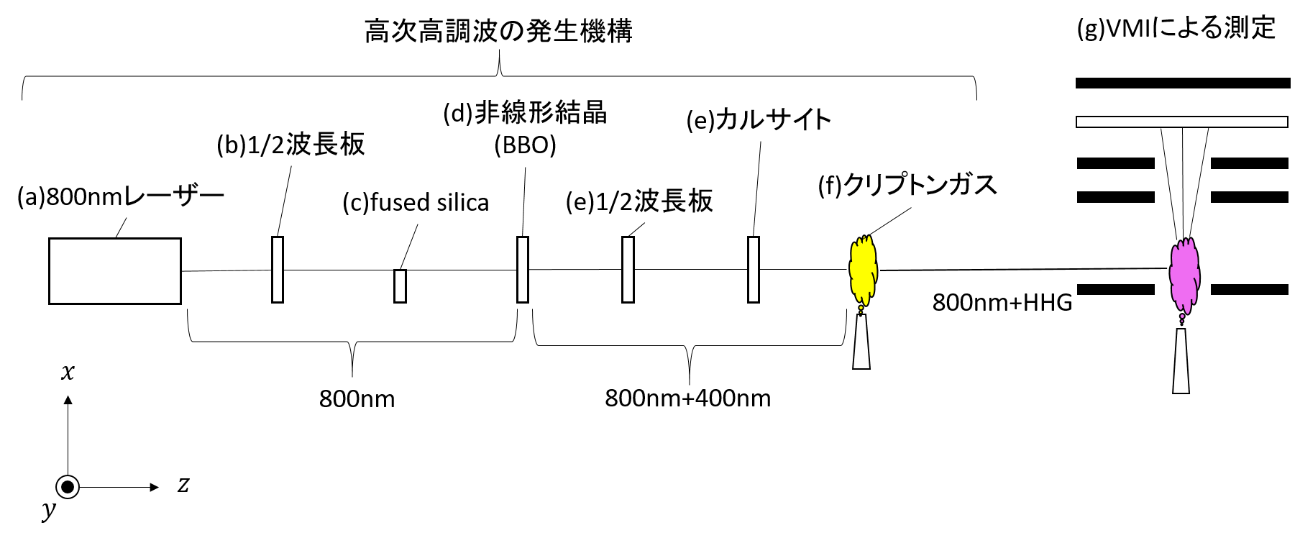 高次高調波の発生機構
(g)VMIによる測定
(d)非線形結晶
(BBO)
(e)カルサイト
(b)1/2波長板
(a)800nmレーザー
(c)fused silica
(e)1/2波長板
(f)クリプトンガス
800nm+HHG
800nm
800nm+400nm
x
z
y